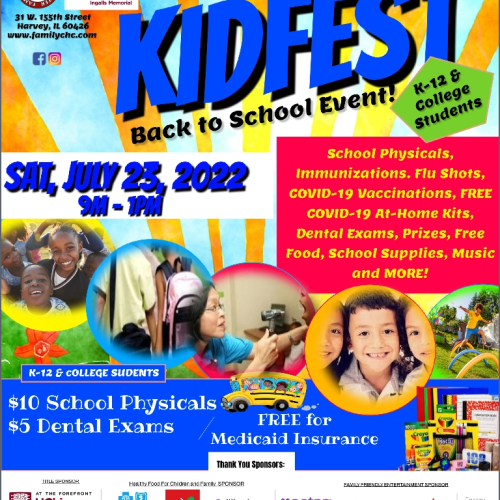 Ingalls Memorial
31 W. 155th Street
Harvey, IL 60426
www.familychc.com
KIDFEST
Back to School Event!
K-12 &
College
Students
SAT, JULY 23, 2022
9M - 1PM
School Physicals,
Immunizations. Flu Shots,
COVID-19 Vaccinations, FREE
COVID-19 At-Home Kits,
Dental Exams, Prizes, Free
Food, School Supplies, Music
and MORE!
K-12 & COLLEGE SUDENTS
$10 School Physicals
$5 Dental Exams
FREE for
Medicaid Insurance
Thank You Sponsors:
TITLE SPONSOR
Healthy Food For Children and Family SPONSOR
FAMILY FRIENDLY ENTERTAINMENT SPONSOR
AT THE FOREFRONT